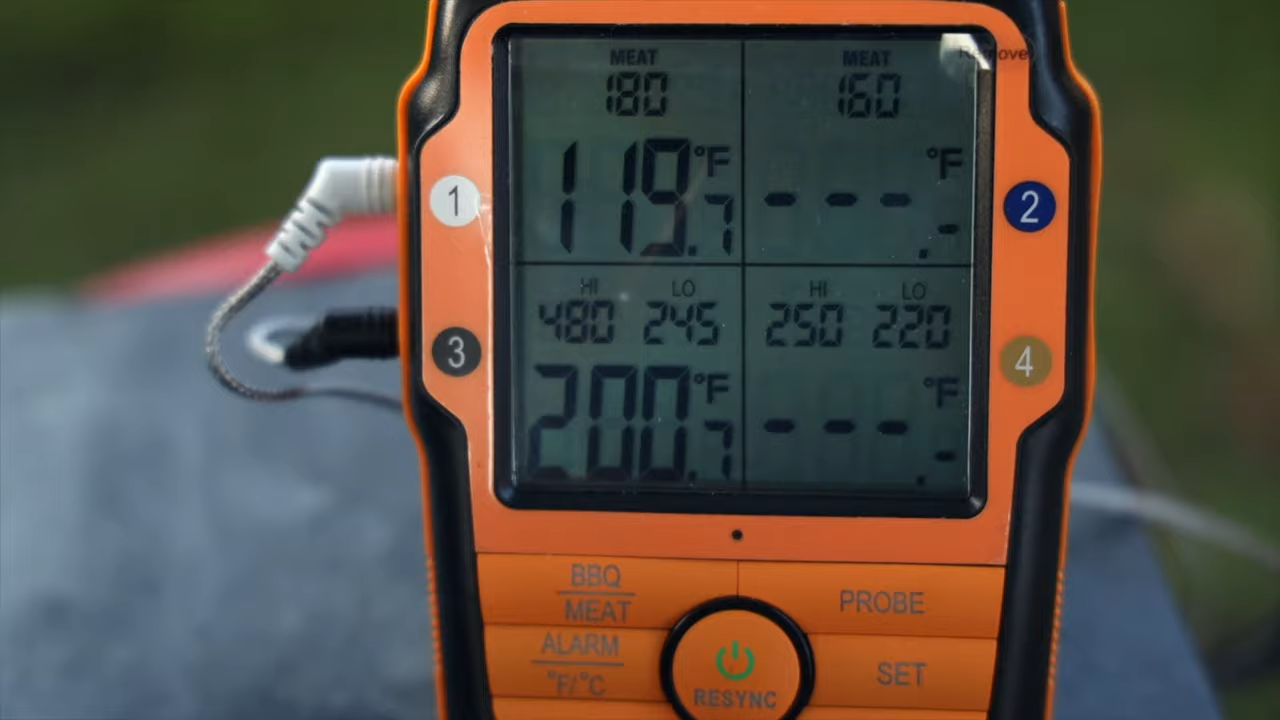 MEAT
180
119.7°F
1
MEAT
160
°F
---.-
2
HI LO
480 245
200.7°F
3
HI LO
250 220
°F
---.-
4
BBQ
MEAT
PROBE
ALARM
°F/°C
SET
RESYNC